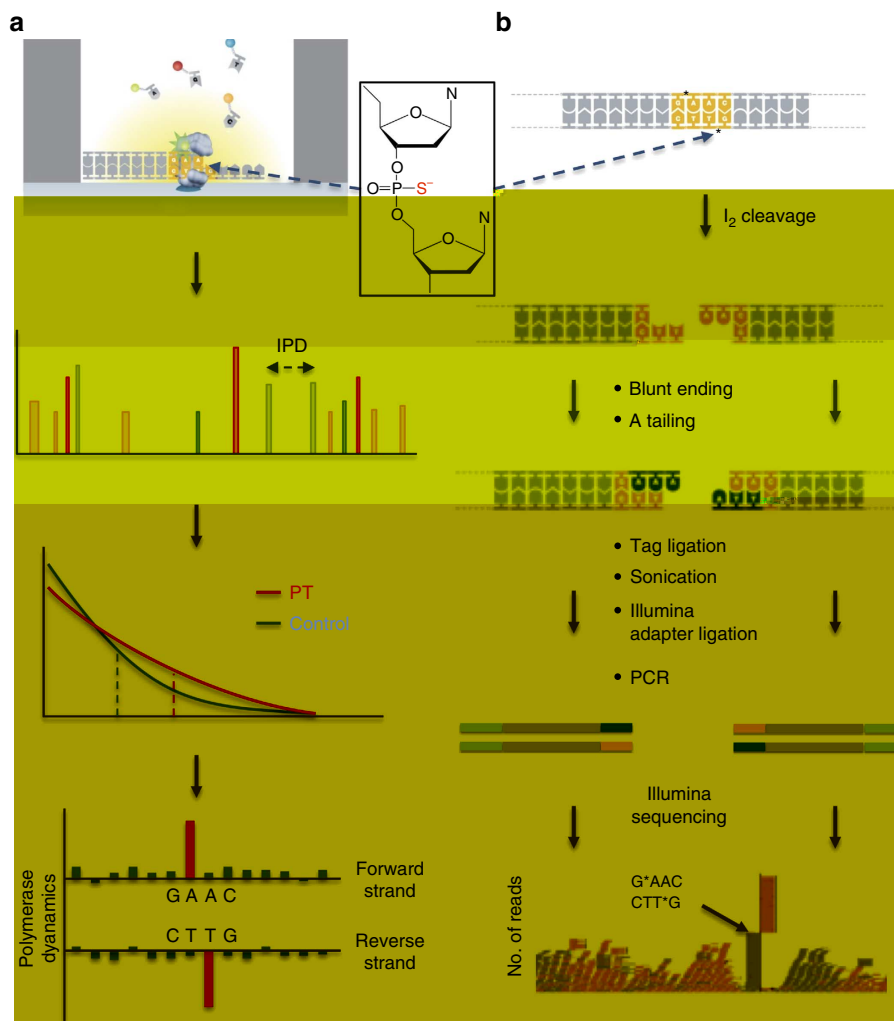 a
b
A
G
T
C
G A A C
C T T G
*
*
N
O
O
O=P–S⁻
O
N
O
I₂ cleavage
IPD
• Blunt ending
• A tailing
PT
Control
• Tag ligation
• Sonication
• Illumina
adapter ligation
• PCR
Illumina
sequencing
Polymerase
dyanamics
Forward
strand
G A A C
C T T G
Reverse
strand
No. of reads
G*AAC
CTT*G